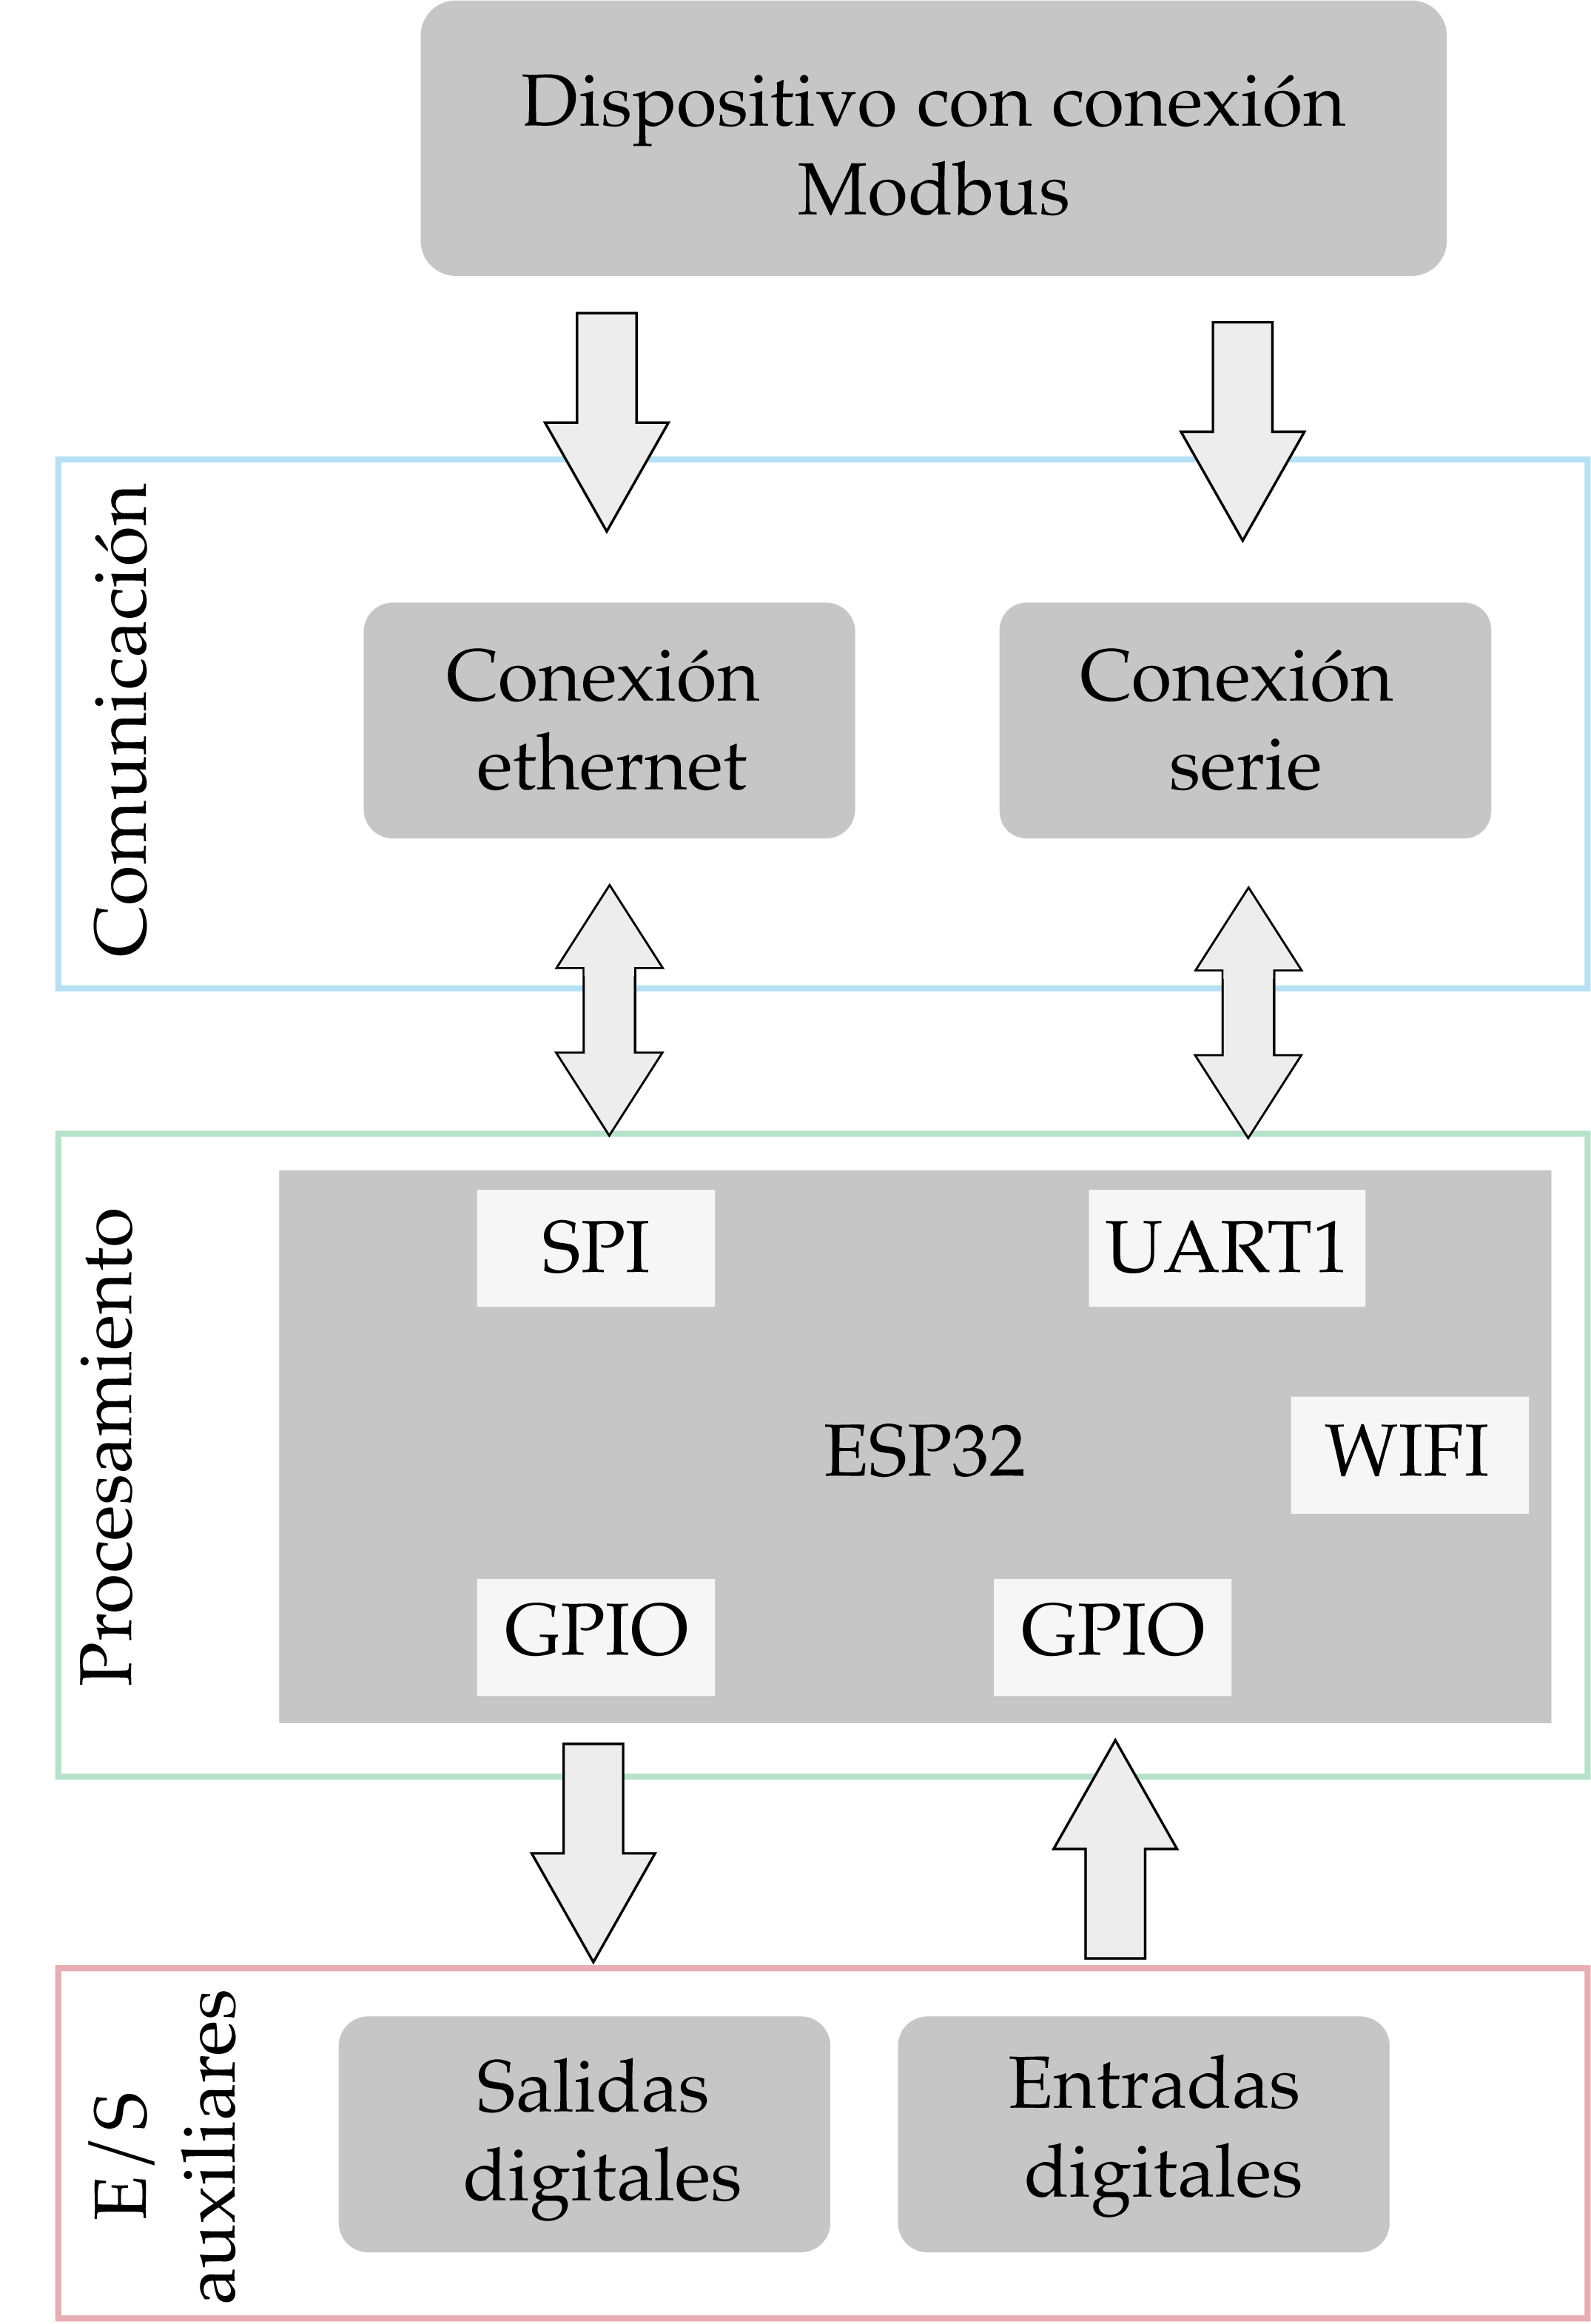 Dispositivo con conexión
Modbus
Comunicación
Conexión
ethernet
Conexión
serie
Procesamiento
SPI
UART1
ESP32
WIFI
GPIO
GPIO
E/S
auxiliares
Salidas
digitales
Entradas
digitales